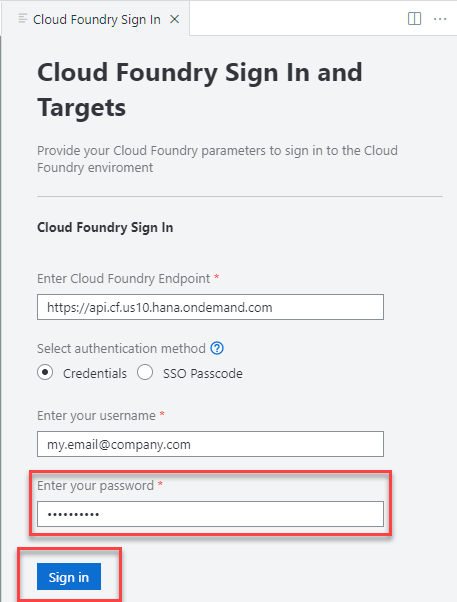 Cloud Foundry Sign In
Cloud Foundry Sign In and
Targets
Provide your Cloud Foundry parameters to sign in to the Cloud
Foundry enviroment
Cloud Foundry Sign In
Enter Cloud Foundry Endpoint *
https://api.cf.us10.hana.ondemand.com
Select authentication method
Credentials SSO Passcode
Enter your username *
my.email@company.com
Enter your password *
••••••••••
Sign in